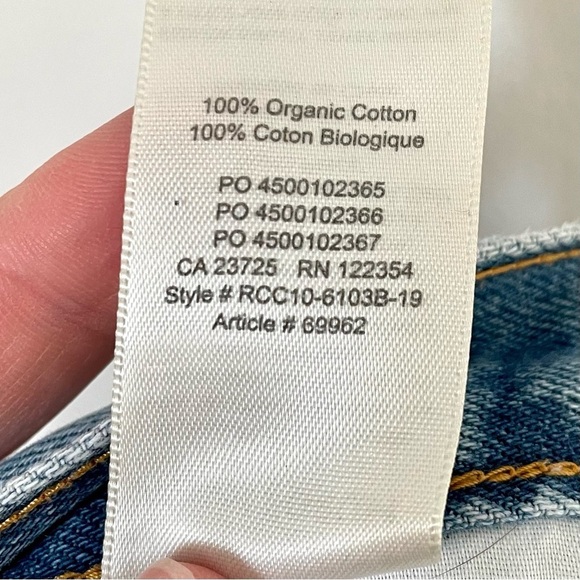 100% Organic Cotton
100% Coton Biologique
PO 4500102365
PO 4500102366
PO 4500102367
CA 23725 RN 122354
Style # RCC10-6103B-19
Article # 69962